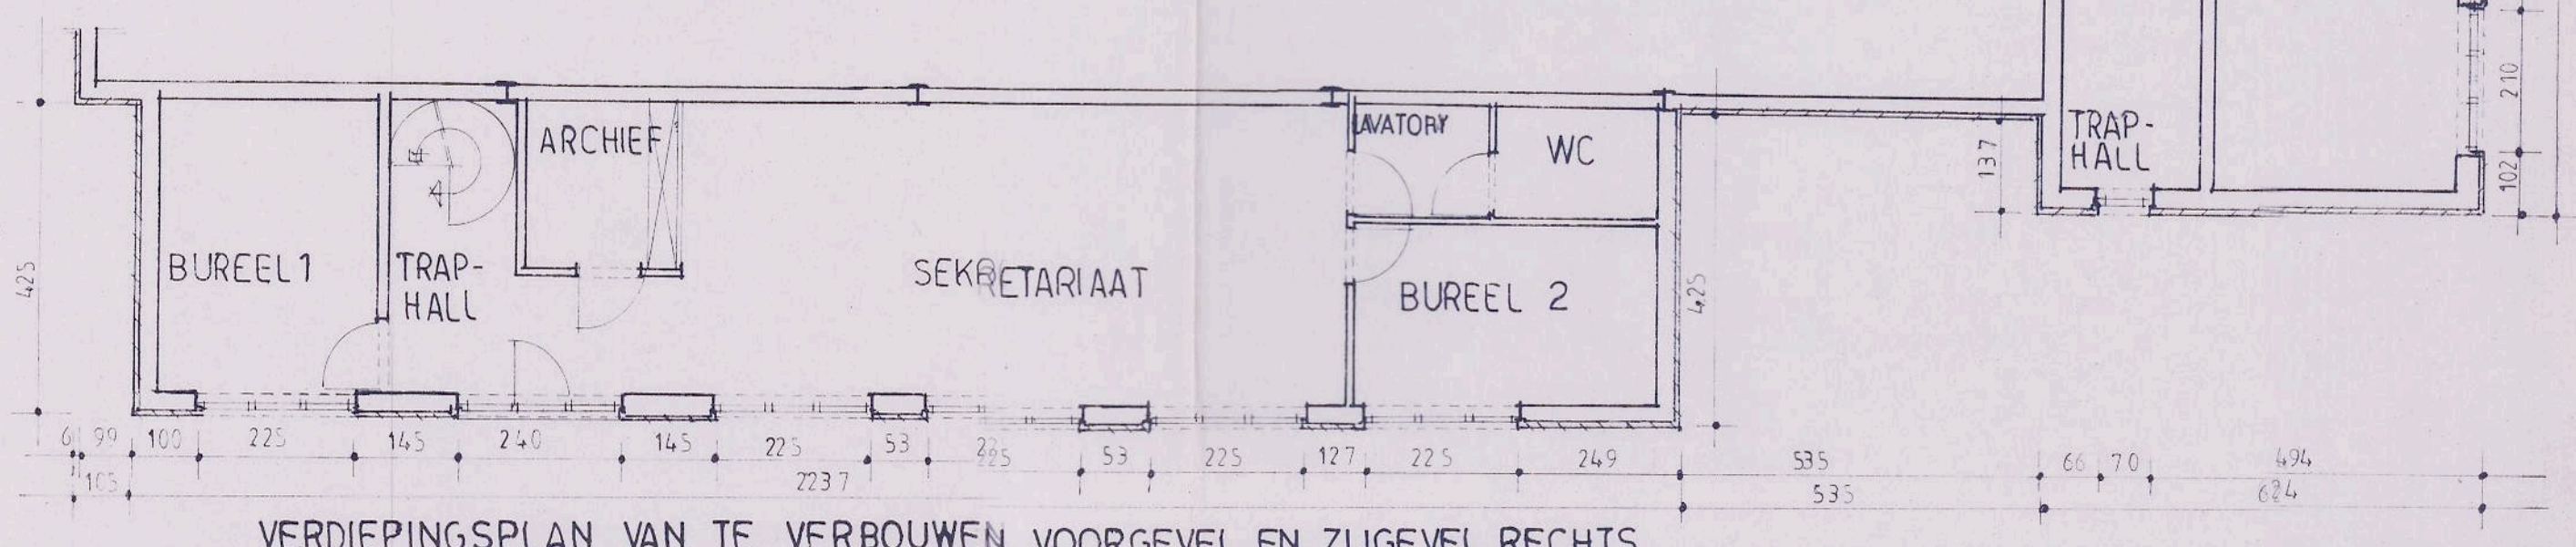 210
ARCHIEF
LAVATORY
WC
TRAP-
HALL
137
102
BUREEL 1
TRAP-
HALL
SEKRETARIAAT
BUREEL 2
425
425
6 99 100 225 145 240 145 225 53 225 53 225 127 225 249 535 66 70 494
105 2237 535 624
VERDIEPINGSPLAN VAN TE VERBOUWEN VOORGEVEL EN ZIJGEVEL RECHTS